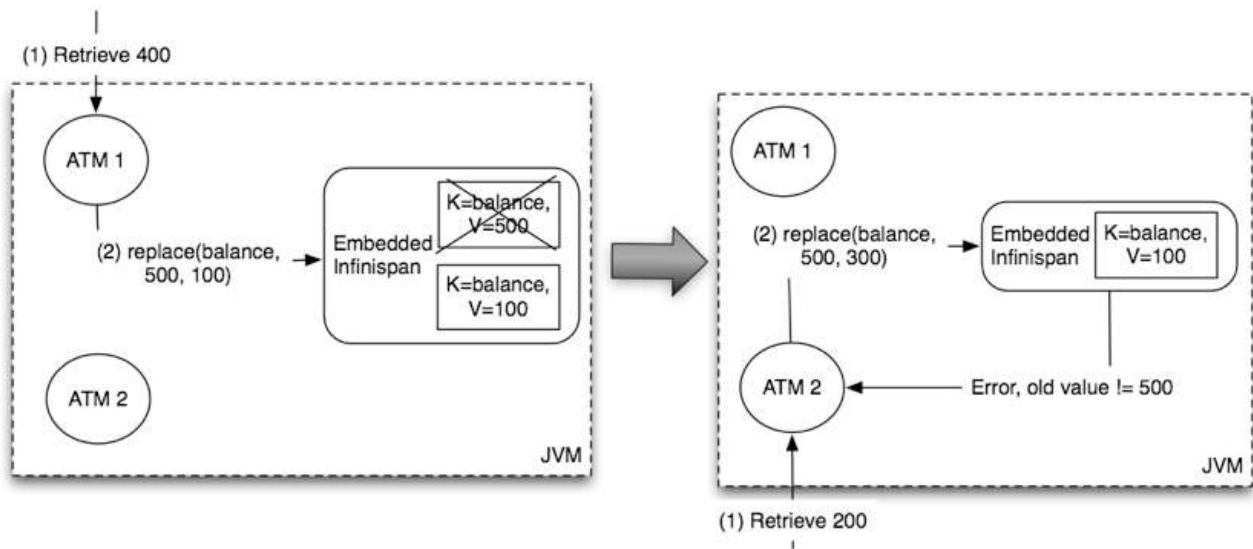 (1) Retrieve 400
ATM 1
(2) replace(balance,
500, 100)
Embedded
Infinispan
K=balance,
V=500
K=balance,
V=100
ATM 2
JVM
ATM 1
(2) replace(balance,
500, 300)
Embedded
Infinispan
K=balance,
V=100
ATM 2
Error, old value != 500
JVM
(1) Retrieve 200